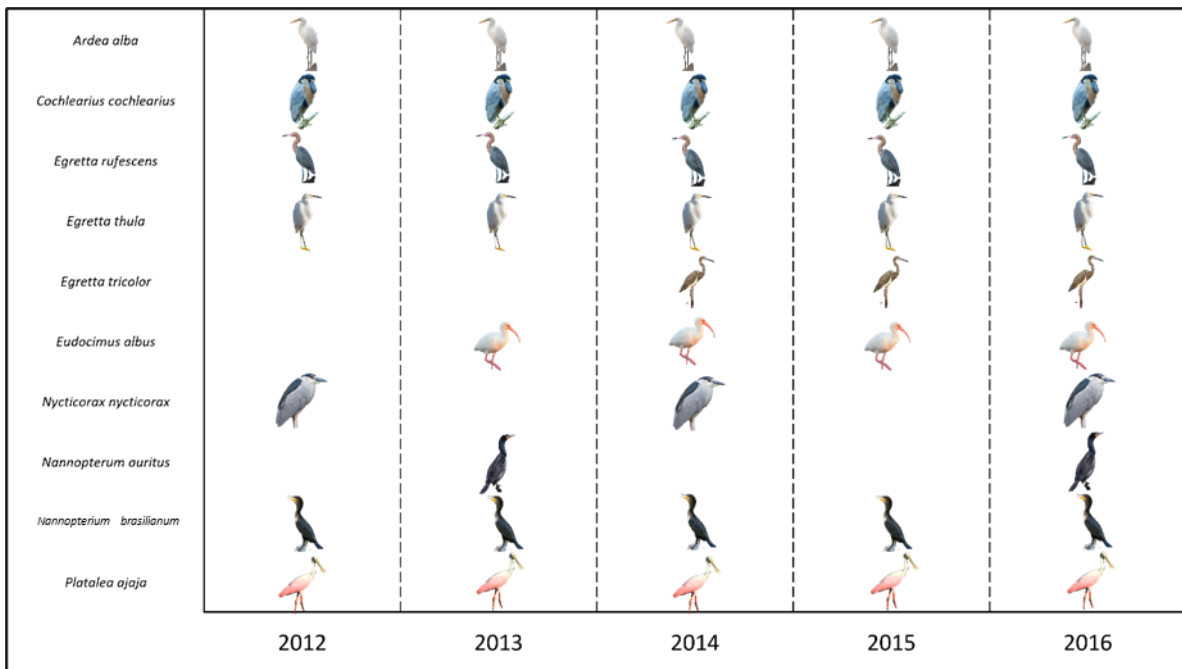 Ardea alba
Cochlearius cochlearius
Egretta rufescens
Egretta thula
Egretta tricolor
Eudocimus albus
Nycticorax nycticorax
Nannopterum auritus
Nannopterium brasilianum
Platalea ajaja
2012 2013 2014 2015 2016